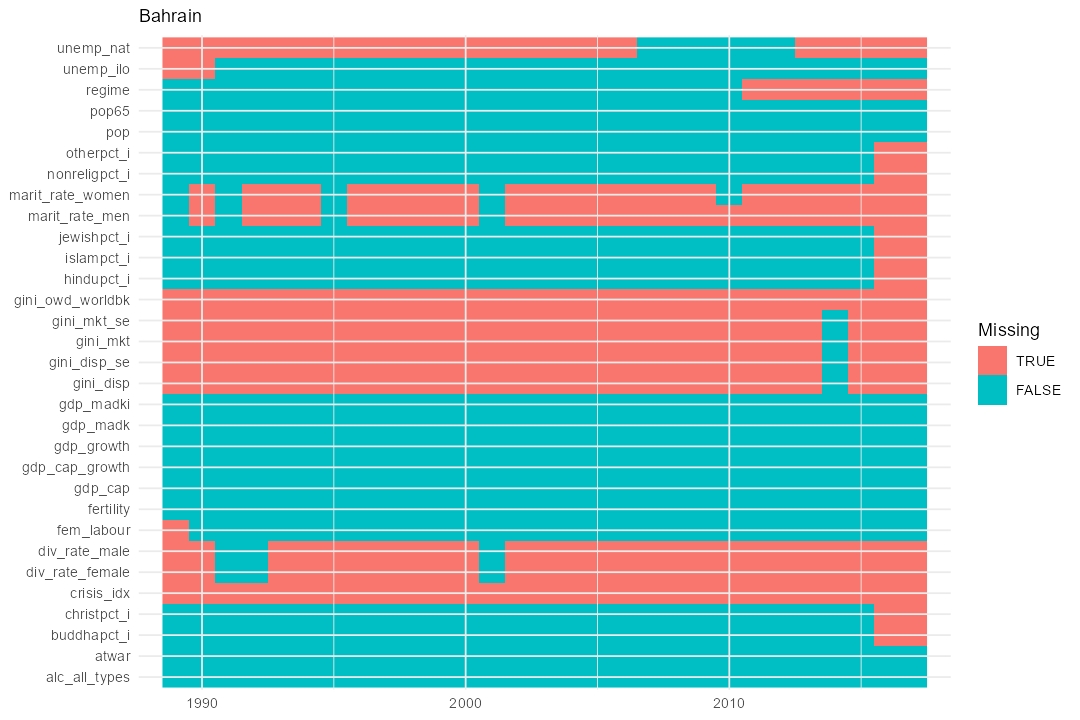 Bahrain
unemp_nat
unemp_ilo
regime
pop65
pop
otherpct_i
nonreligpct_i
marit_rate_women
marit_rate_men
jewishpct_i
islampct_i
hindupct_i
gini_owd_worldbk
gini_mkt_se
gini_mkt
gini_disp_se
gini_disp
gdp_madki
gdp_madk
gdp_growth
gdp_cap_growth
gdp_cap
fertility
fem_labour
div_rate_male
div_rate_female
crisis_idx
christpct_i
buddhapct_i
atwar
alc_all_types
1990 2000 2010
Missing
TRUE
FALSE